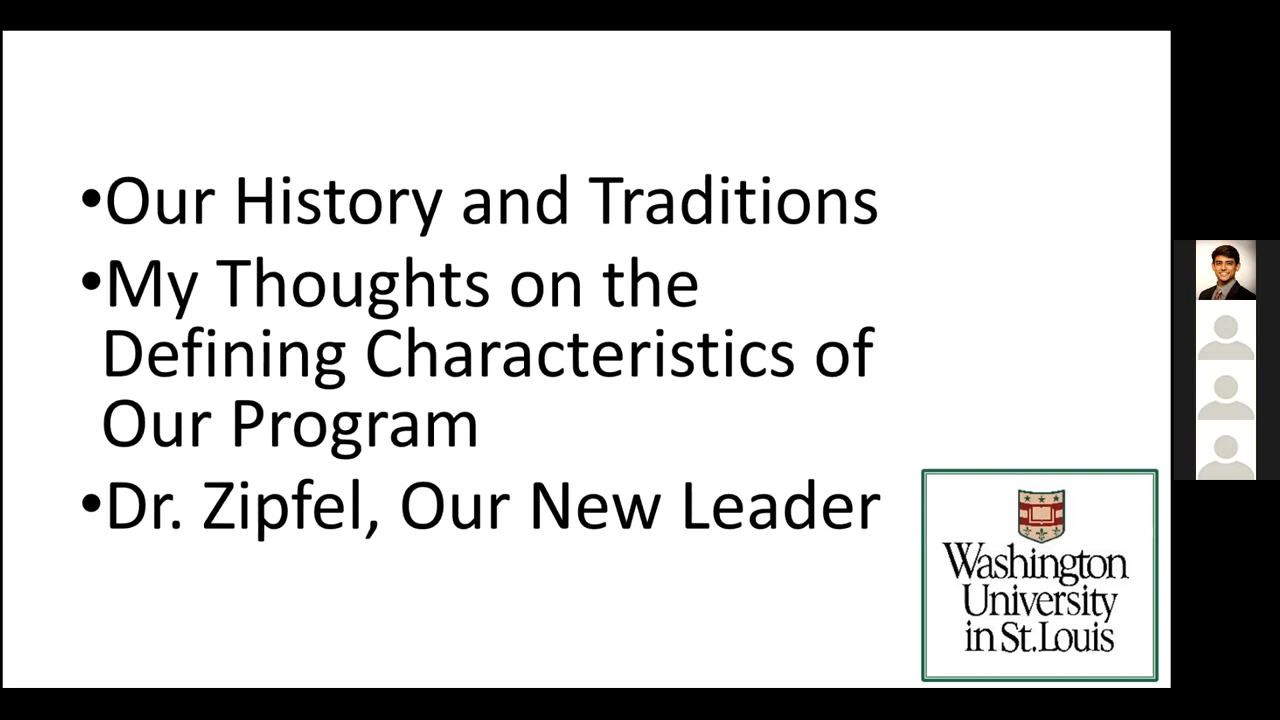 •Our History and Traditions
•My Thoughts on the
Defining Characteristics of
Our Program
•Dr. Zipfel, Our New Leader
Washington
University
in St.Louis